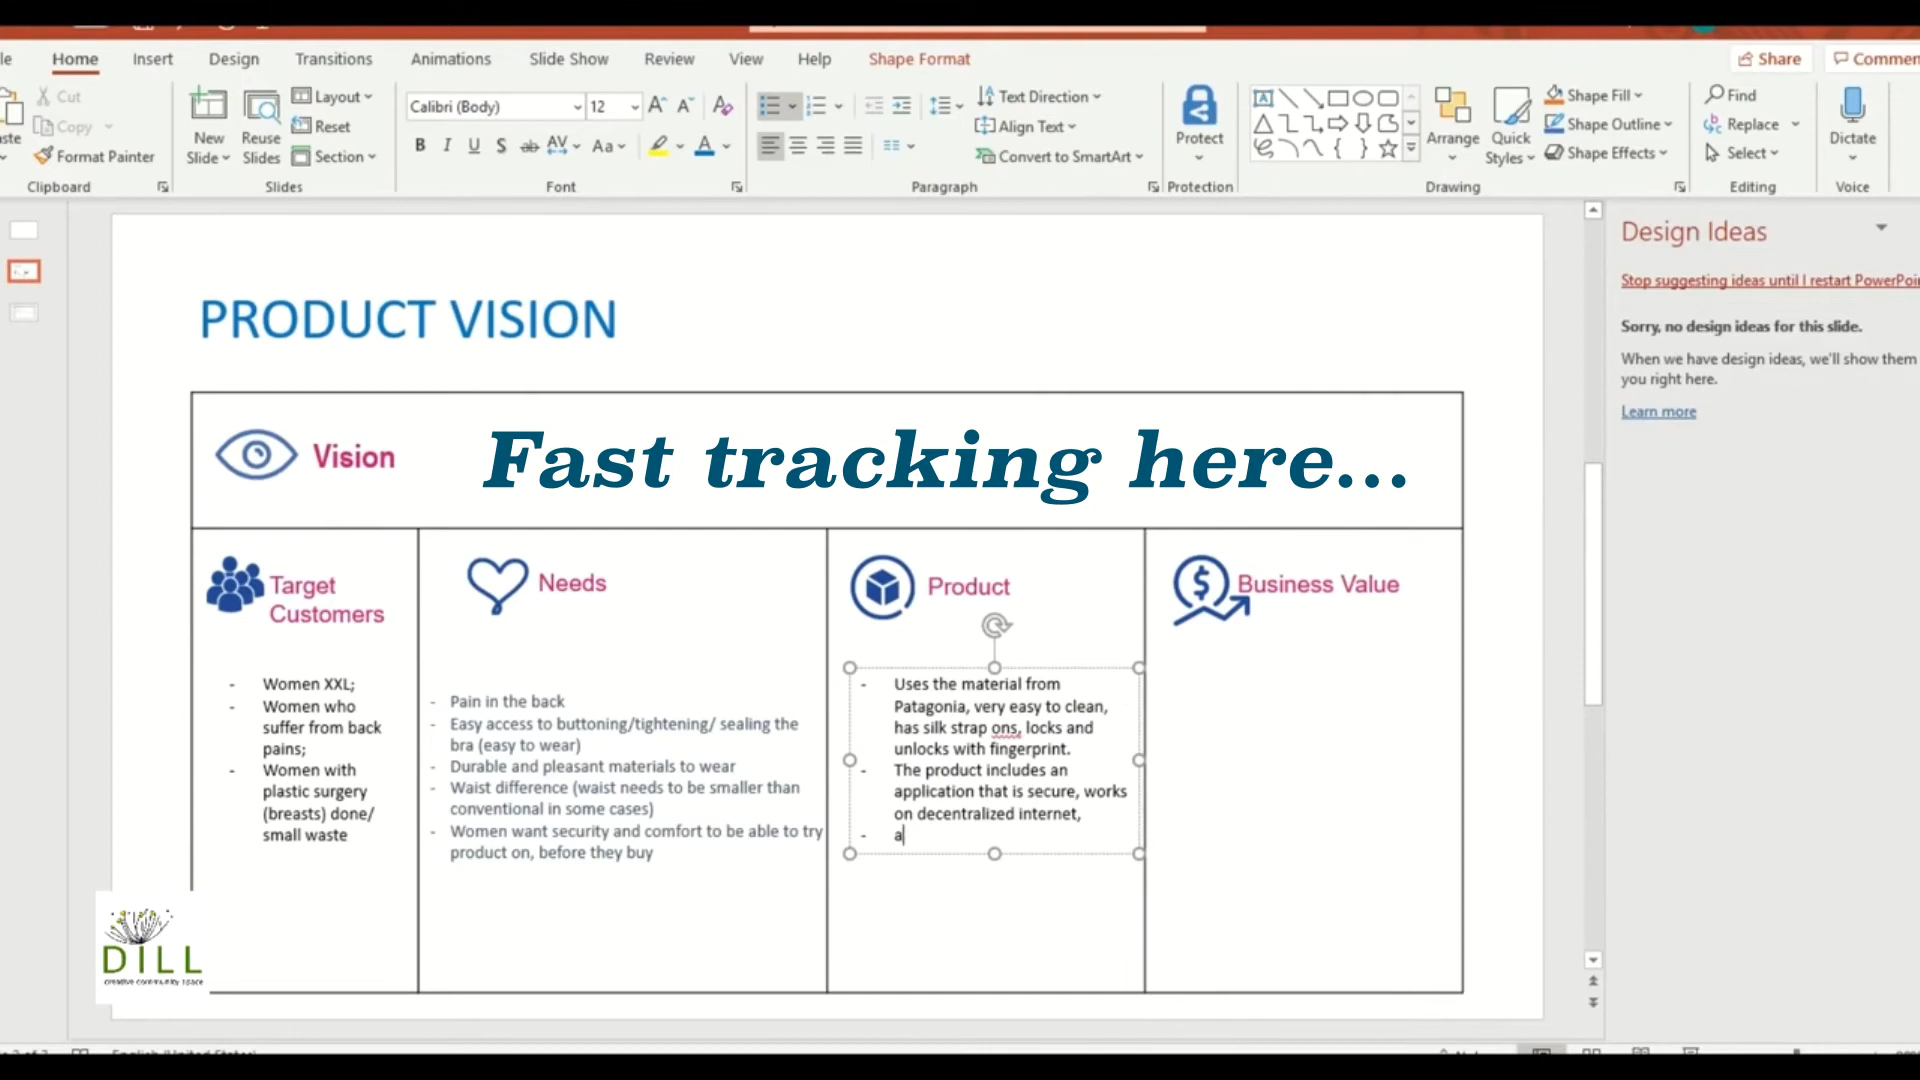 le Home Insert Design Transitions Animations Slide Show Review View Help Shape Format Share Commen
Cut
Copy
Format Painter
Clipboard
New Slide
Reuse Slides
Layout
Reset
Section
Slides
Calibri (Body) 12
B I U S ab AV Aa A
Font
Text Direction
Align Text
Convert to SmartArt
Paragraph
Protect
Protection
Arrange
Quick Styles
Shape Fill
Shape Outline
Shape Effects
Drawing
Find
Replace
Select
Editing
Dictate
Voice
Design Ideas
Stop suggesting ideas until I restart PowerPoin
Sorry, no design ideas for this slide.
When we have design ideas, we'll show them
you right here.
Learn more
PRODUCT VISION
Vision
Fast tracking here...
Target
Customers
- Women XXL;
- Women who
suffer from back
pains;
- Women with
plastic surgery
(breasts) done/
small waste
Needs
- Pain in the back
- Easy access to buttoning/tightening/ sealing the
bra (easy to wear)
- Durable and pleasant materials to wear
- Waist difference (waist needs to be smaller than
conventional in some cases)
- Women want security and comfort to be able to try
product on, before they buy
Product
- Uses the material from
Patagonia, very easy to clean,
has silk strap ons, locks and
unlocks with fingerprint.
- The product includes an
application that is secure, works
on decentralized internet,
- a
Business Value
DILL
creative community space